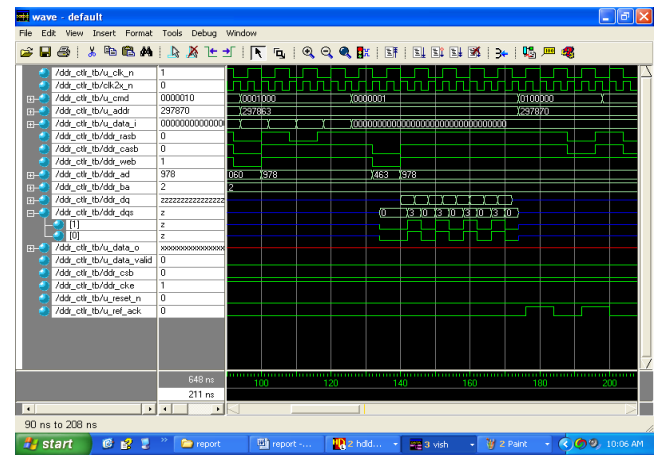 wave - default
File Edit View Insert Format Tools Debug Window
/ddr_ctlr_tb/u_clk_n 1
/ddr_ctlr_tb/clk2x_n 0
/ddr_ctlr_tb/u_cmd 0000010 0001000 0000001 0100000
/ddr_ctlr_tb/u_addr 297870 297863 297870
/ddr_ctlr_tb/u_data_i 00000000000000 00000000000000000000000000000000
/ddr_ctlr_tb/ddr_rasb 0
/ddr_ctlr_tb/ddr_casb 0
/ddr_ctlr_tb/ddr_web 1
/ddr_ctlr_tb/ddr_ad 978 060 978 463 978
/ddr_ctlr_tb/ddr_ba 2 2
/ddr_ctlr_tb/ddr_dq zzzzzzzzzzzzzzzz
/ddr_ctlr_tb/ddr_dqs z 0 3 0 3 0 3 0 3 0
[1] z
[0] z
/ddr_ctlr_tb/u_data_o xxxxxxxxxxxxxxxx
/ddr_ctlr_tb/u_data_valid 0
/ddr_ctlr_tb/ddr_csb 0
/ddr_ctlr_tb/ddr_cke 1
/ddr_ctlr_tb/u_reset_n 0
/ddr_ctlr_tb/u_ref_ack 0
648 ns 100 120 140 160 180 200
211 ns
90 ns to 208 ns
start report report -... 2 hdld... 3 vish 2 Paint 10:06 AM